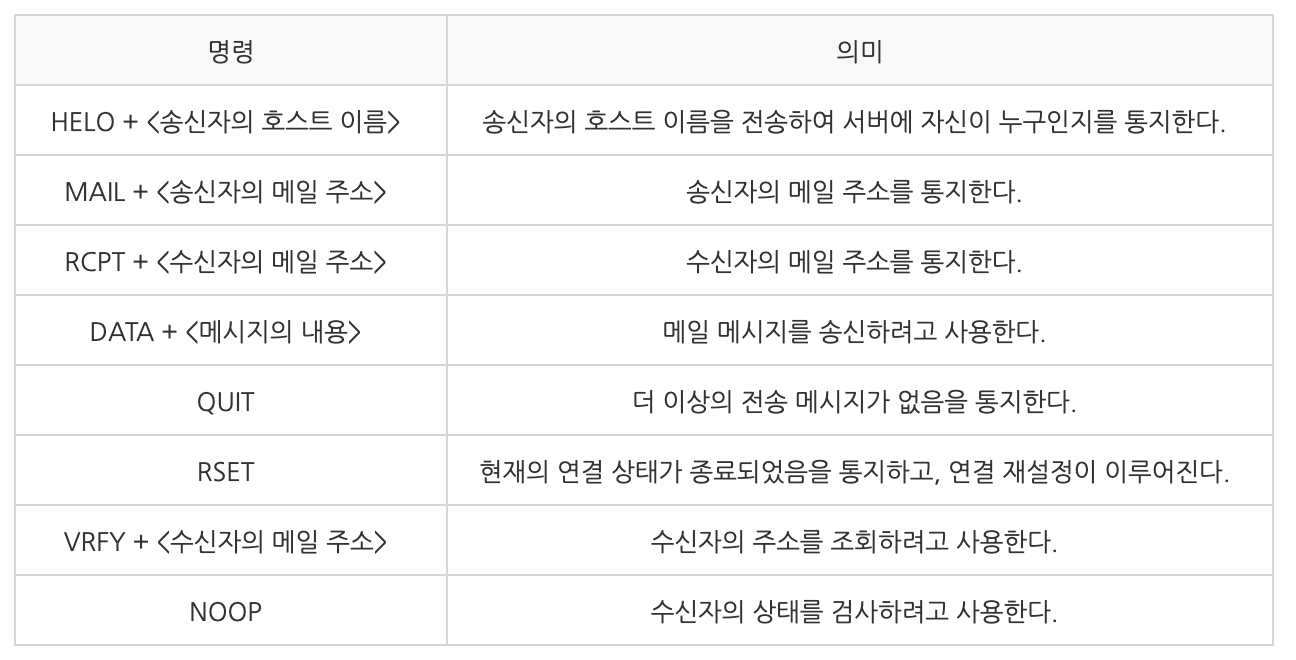 명령 의미
HELO + <송신자의 호스트 이름> 송신자의 호스트 이름을 전송하여 서버에 자신이 누구인지를 통지한다.
MAIL + <송신자의 메일 주소> 송신자의 메일 주소를 통지한다.
RCPT + <수신자의 메일 주소> 수신자의 메일 주소를 통지한다.
DATA + <메시지의 내용> 메일 메시지를 송신하려고 사용한다.
QUIT 더 이상의 전송 메시지가 없음을 통지한다.
RSET 현재의 연결 상태가 종료되었음을 통지하고, 연결 재설정이 이루어진다.
VRFY + <수신자의 메일 주소> 수신자의 주소를 조회하려고 사용한다.
NOOP 수신자의 상태를 검사하려고 사용한다.